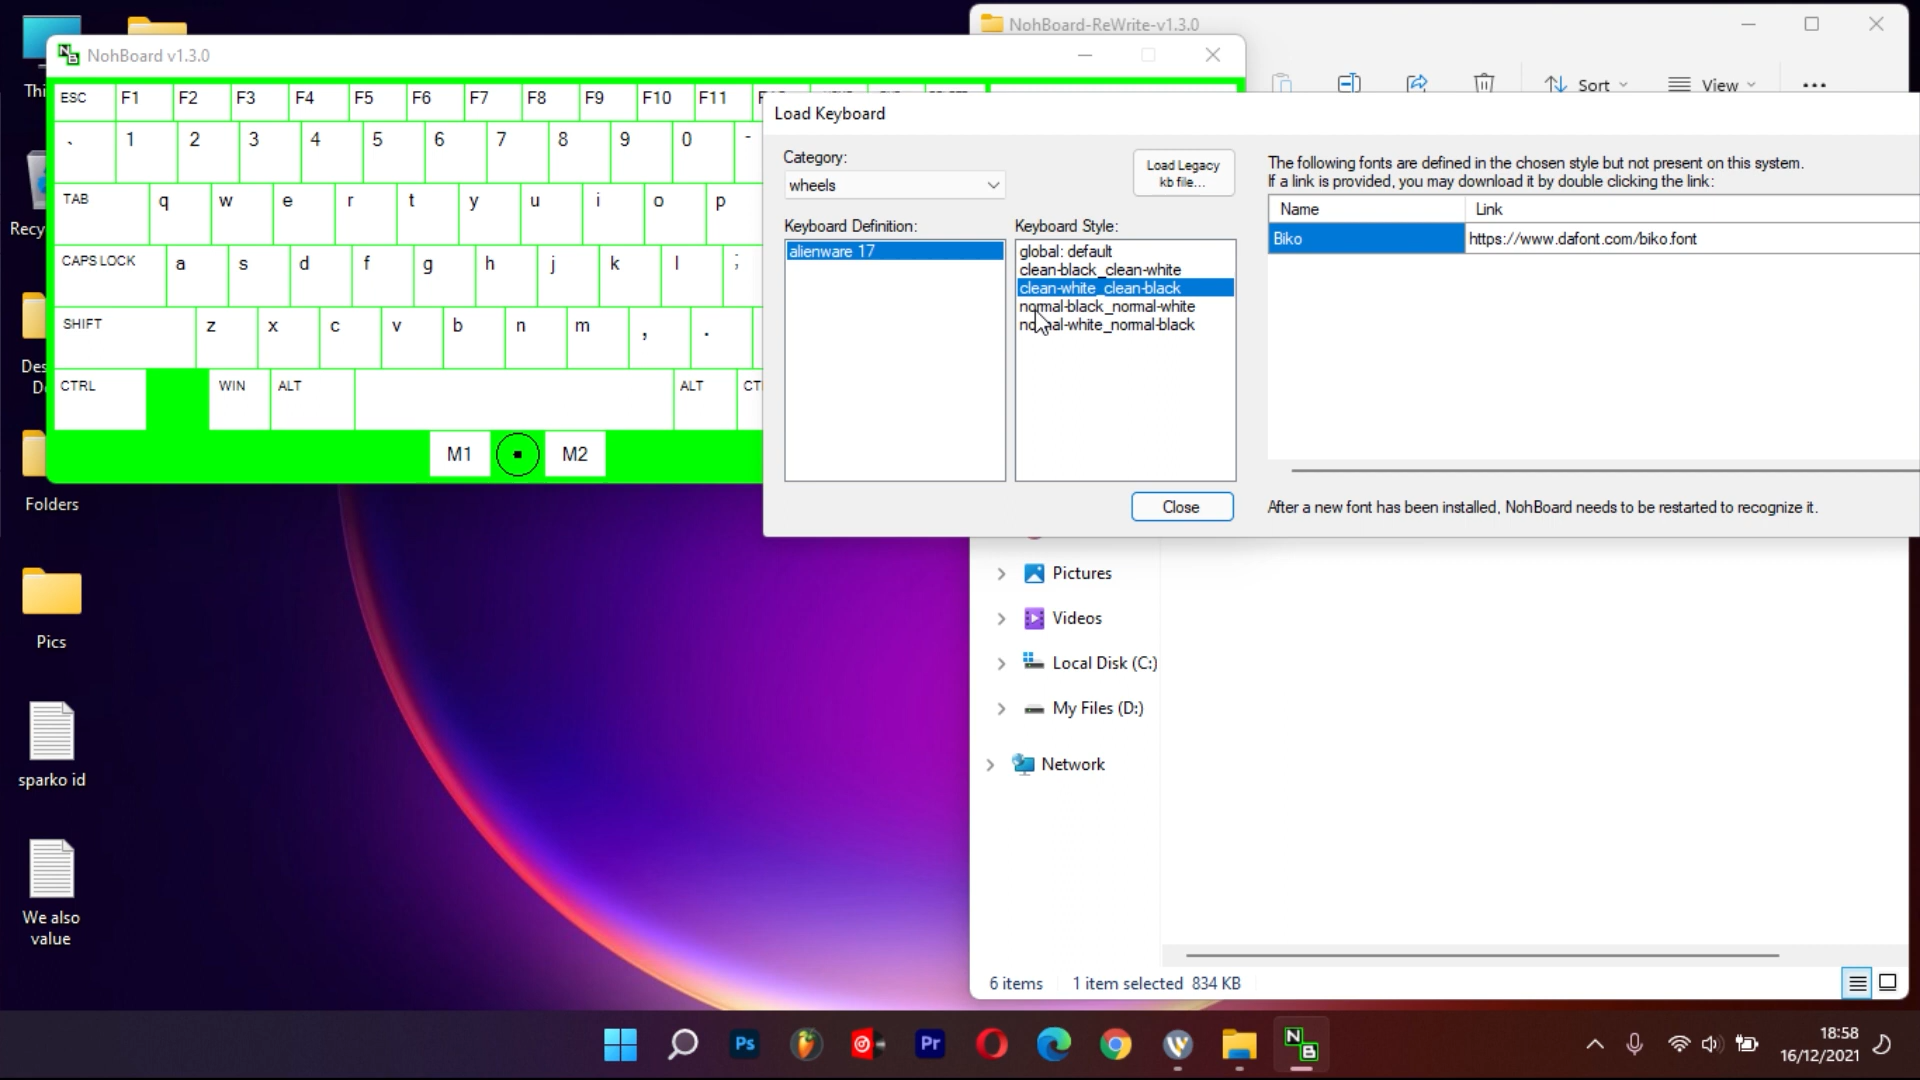 NohBoard-ReWrite-v1.3.0
NohBoard v1.3.0
Sort
View
ESC F1 F2 F3 F4 F5 F6 F7 F8 F9 F10 F11
` 1 2 3 4 5 6 7 8 9 0 -
TAB q w e r t y u i o p
CAPS LOCK a s d f g h j k l ;
SHIFT z x c v b n m , .
CTRL WIN ALT ALT
M1 M2
Load Keyboard
Category:
wheels
Load Legacy
kb file...
Keyboard Definition:
alienware 17
Keyboard Style:
global: default
clean-black_clean-white
clean-white_clean-black
normal-black_normal-white
normal-white_normal-black
Close
The following fonts are defined in the chosen style but not present on this system.
If a link is provided, you may download it by double clicking the link:
Name Link
Biko https://www.dafont.com/biko.font
After a new font has been installed, NohBoard needs to be restarted to recognize it.
Pictures
Videos
Local Disk (C:)
My Files (D:)
Network
6 items 1 item selected 834 KB
Folders
Pics
sparko id
We also
value
Ps
Pr
18:58
16/12/2021